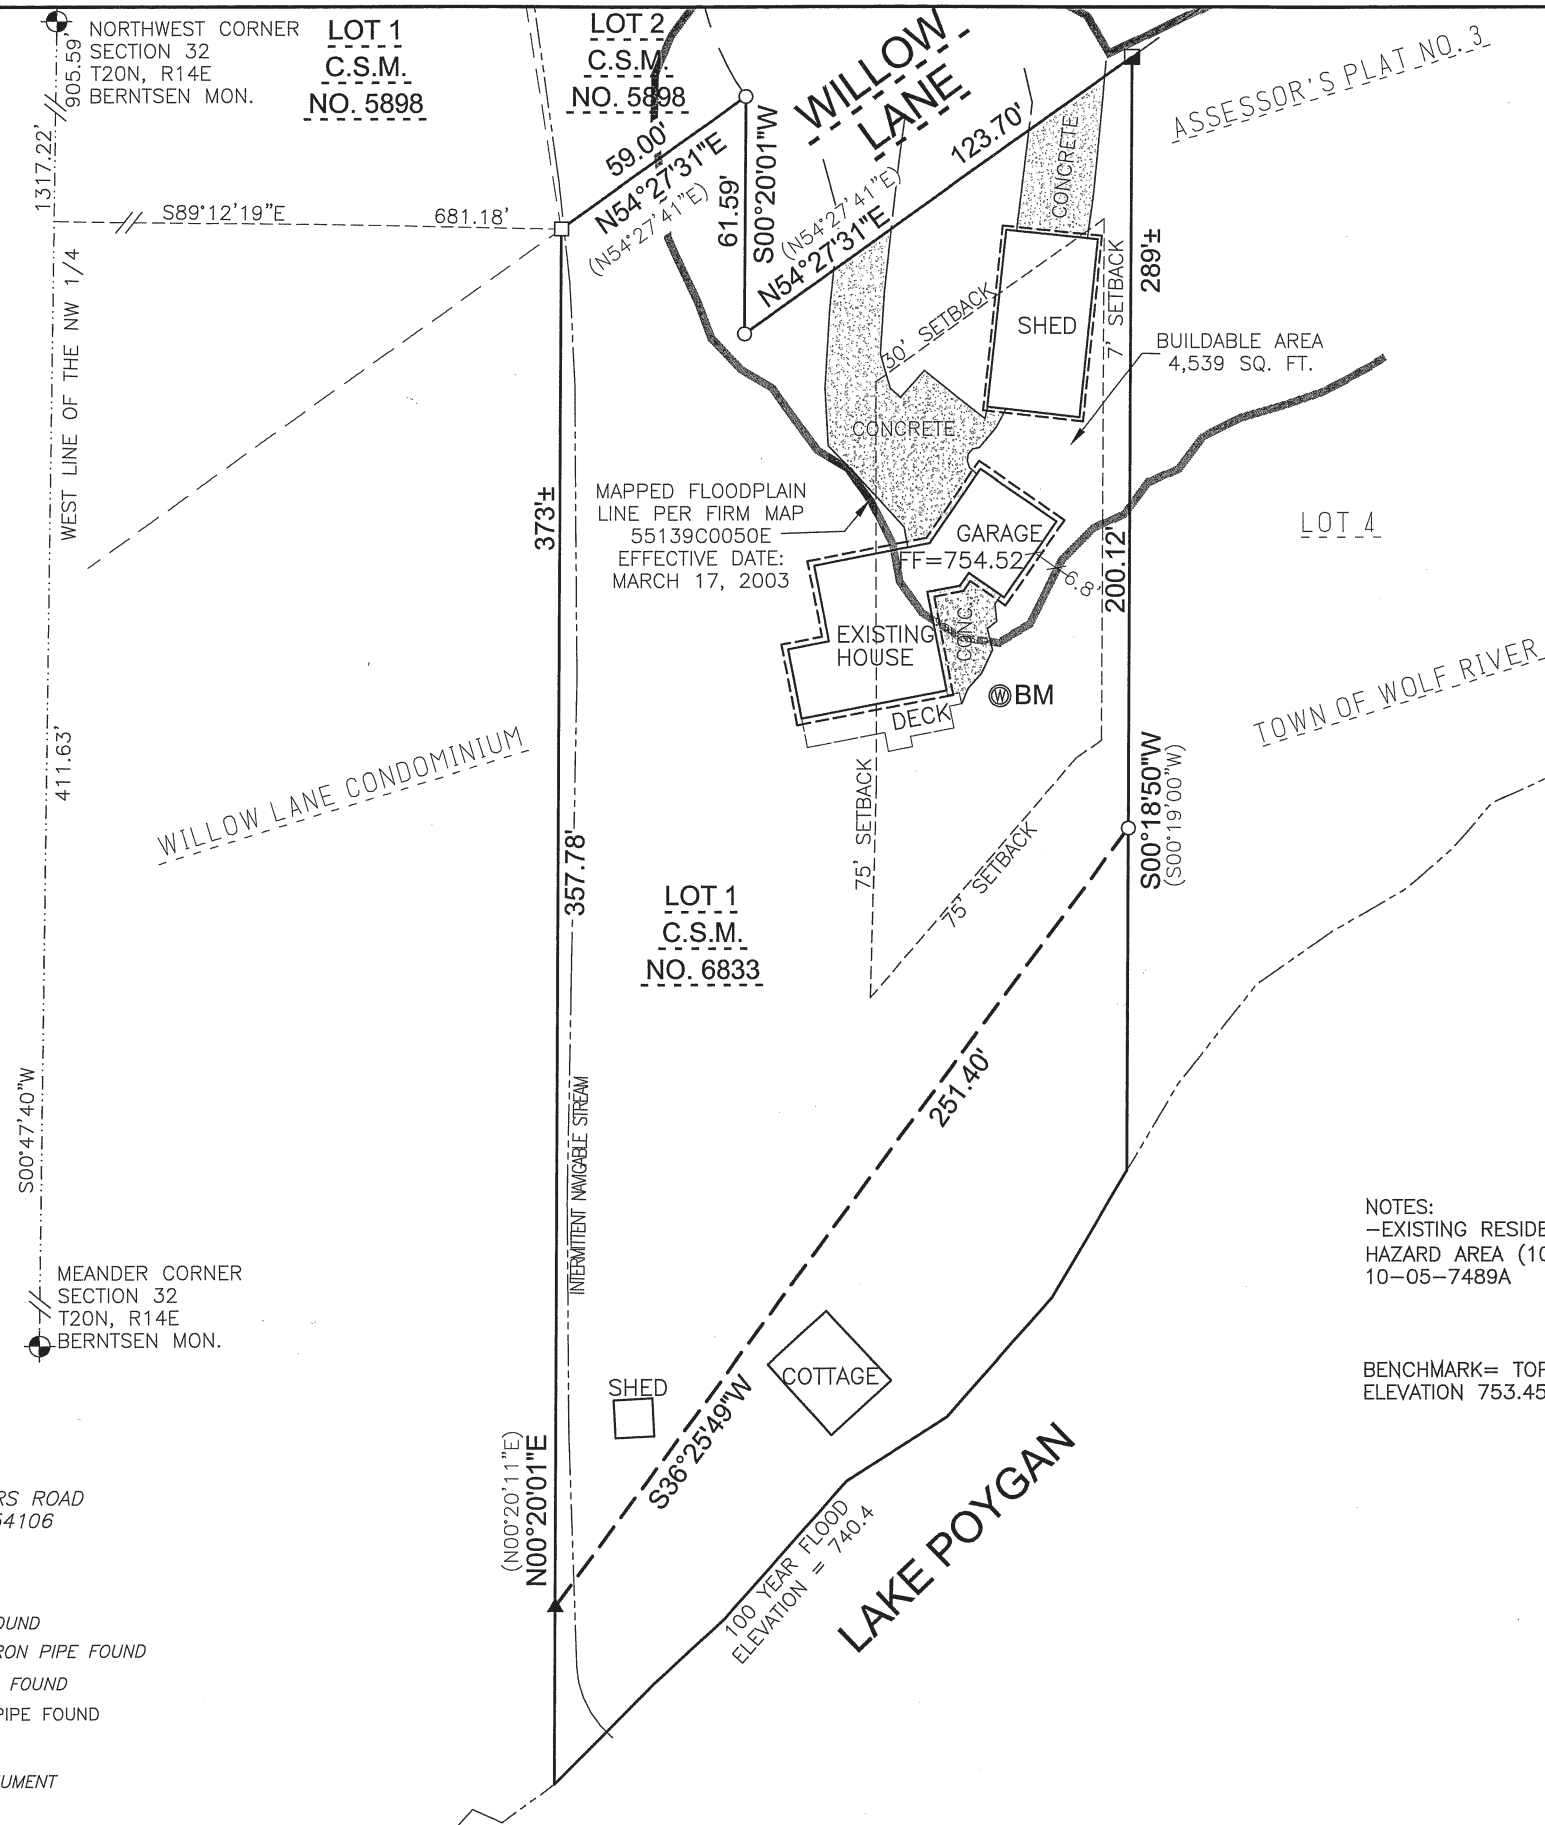 NORTHWEST CORNER
SECTION 32
T20N, R14E
BERNTSEN MON.
905.59'
1317.22'
LOT 1
C.S.M.
NO. 5898
LOT 2
C.S.M.
NO. 5898
WILLOW
LANE
ASSESSOR'S PLAT NO. 3
59.00'
N54°27'31"E
(N54°27'41"E)
61.59'
S00°20'01"W
123.70'
(N54°27'41"E)
N54°27'31"E
CONCRETE
S89°12'19"E
681.18'
WEST LINE OF THE NW 1/4
30' SETBACK
SHED
7' SETBACK
289'±
BUILDABLE AREA
4,539 SQ. FT.
CONCRETE
373'±
MAPPED FLOODPLAIN
LINE PER FIRM MAP
55139C0050E
EFFECTIVE DATE:
MARCH 17, 2003
GARAGE
FF=754.52
6.8'
200.12'
LOT 4
CONC.
EXISTING
HOUSE
DECK
W
BM
TOWN OF WOLF RIVER
411.63'
WILLOW LANE CONDOMINIUM
75' SETBACK
75' SETBACK
S00°18'50"W
(S00°19'00"W)
357.78'
LOT 1
C.S.M.
NO. 6833
251.40'
S00°47'40"W
INTERMITTENT NAVIGABLE STREAM
NOTES:
-EXISTING RESIDE
HAZARD AREA (10
10-05-7489A
MEANDER CORNER
SECTION 32
T20N, R14E
BERNTSEN MON.
BENCHMARK= TOP
ELEVATION 753.45
SHED
COTTAGE
S36°25'49"W
(N00°20'11"E)
N00°20'01"E
100 YEAR FLOOD
ELEVATION = 740.4
LAKE POYGAN
RS ROAD
54106
OUND
RON PIPE FOUND
FOUND
PIPE FOUND
UMENT